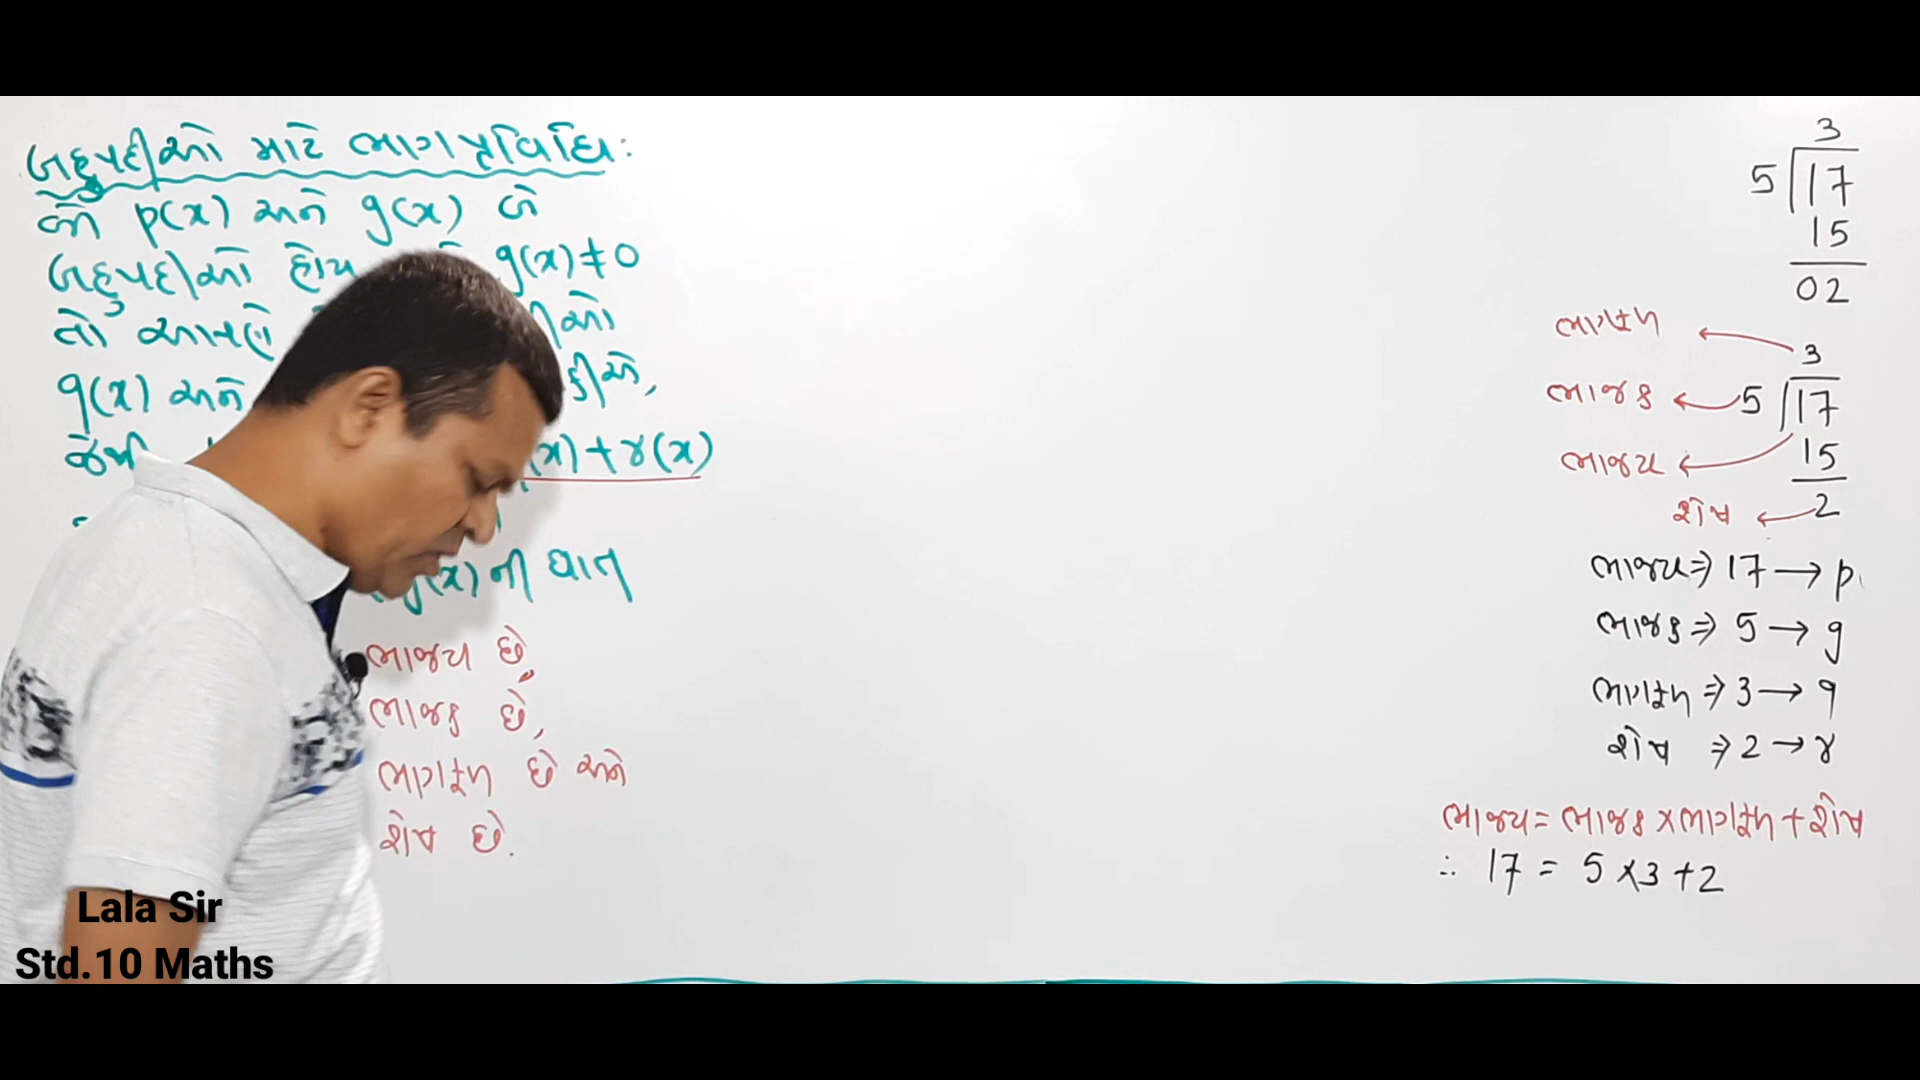 બહુપદીઓ માટે ભાગપ્રવિધિ:
જો p(x) અને g(x) બે
બહુપદીઓ હોય g(x) ≠ 0
તો આપણે ીઓ
q(x) અને કીએ,
જેથી (x) + r(x)
g(x) ની ઘાત
ભાજ્ય છે,
ભાજક છે,
ભાગફળ છે અને
શેષ છે.
Lala Sir
Std.10 Maths
3
5 17
15
02
ભાગફળ ← 3
ભાજક ← 5 17
ભાજ્ય ← 15
શેષ ← 2
ભાજ્ય ⇒ 17 → p
ભાજક ⇒ 5 → g
ભાગફળ ⇒ 3 → q
શેષ ⇒ 2 → r
ભાજ્ય = ભાજક × ભાગફળ + શેષ
∴ 17 = 5 × 3 + 2